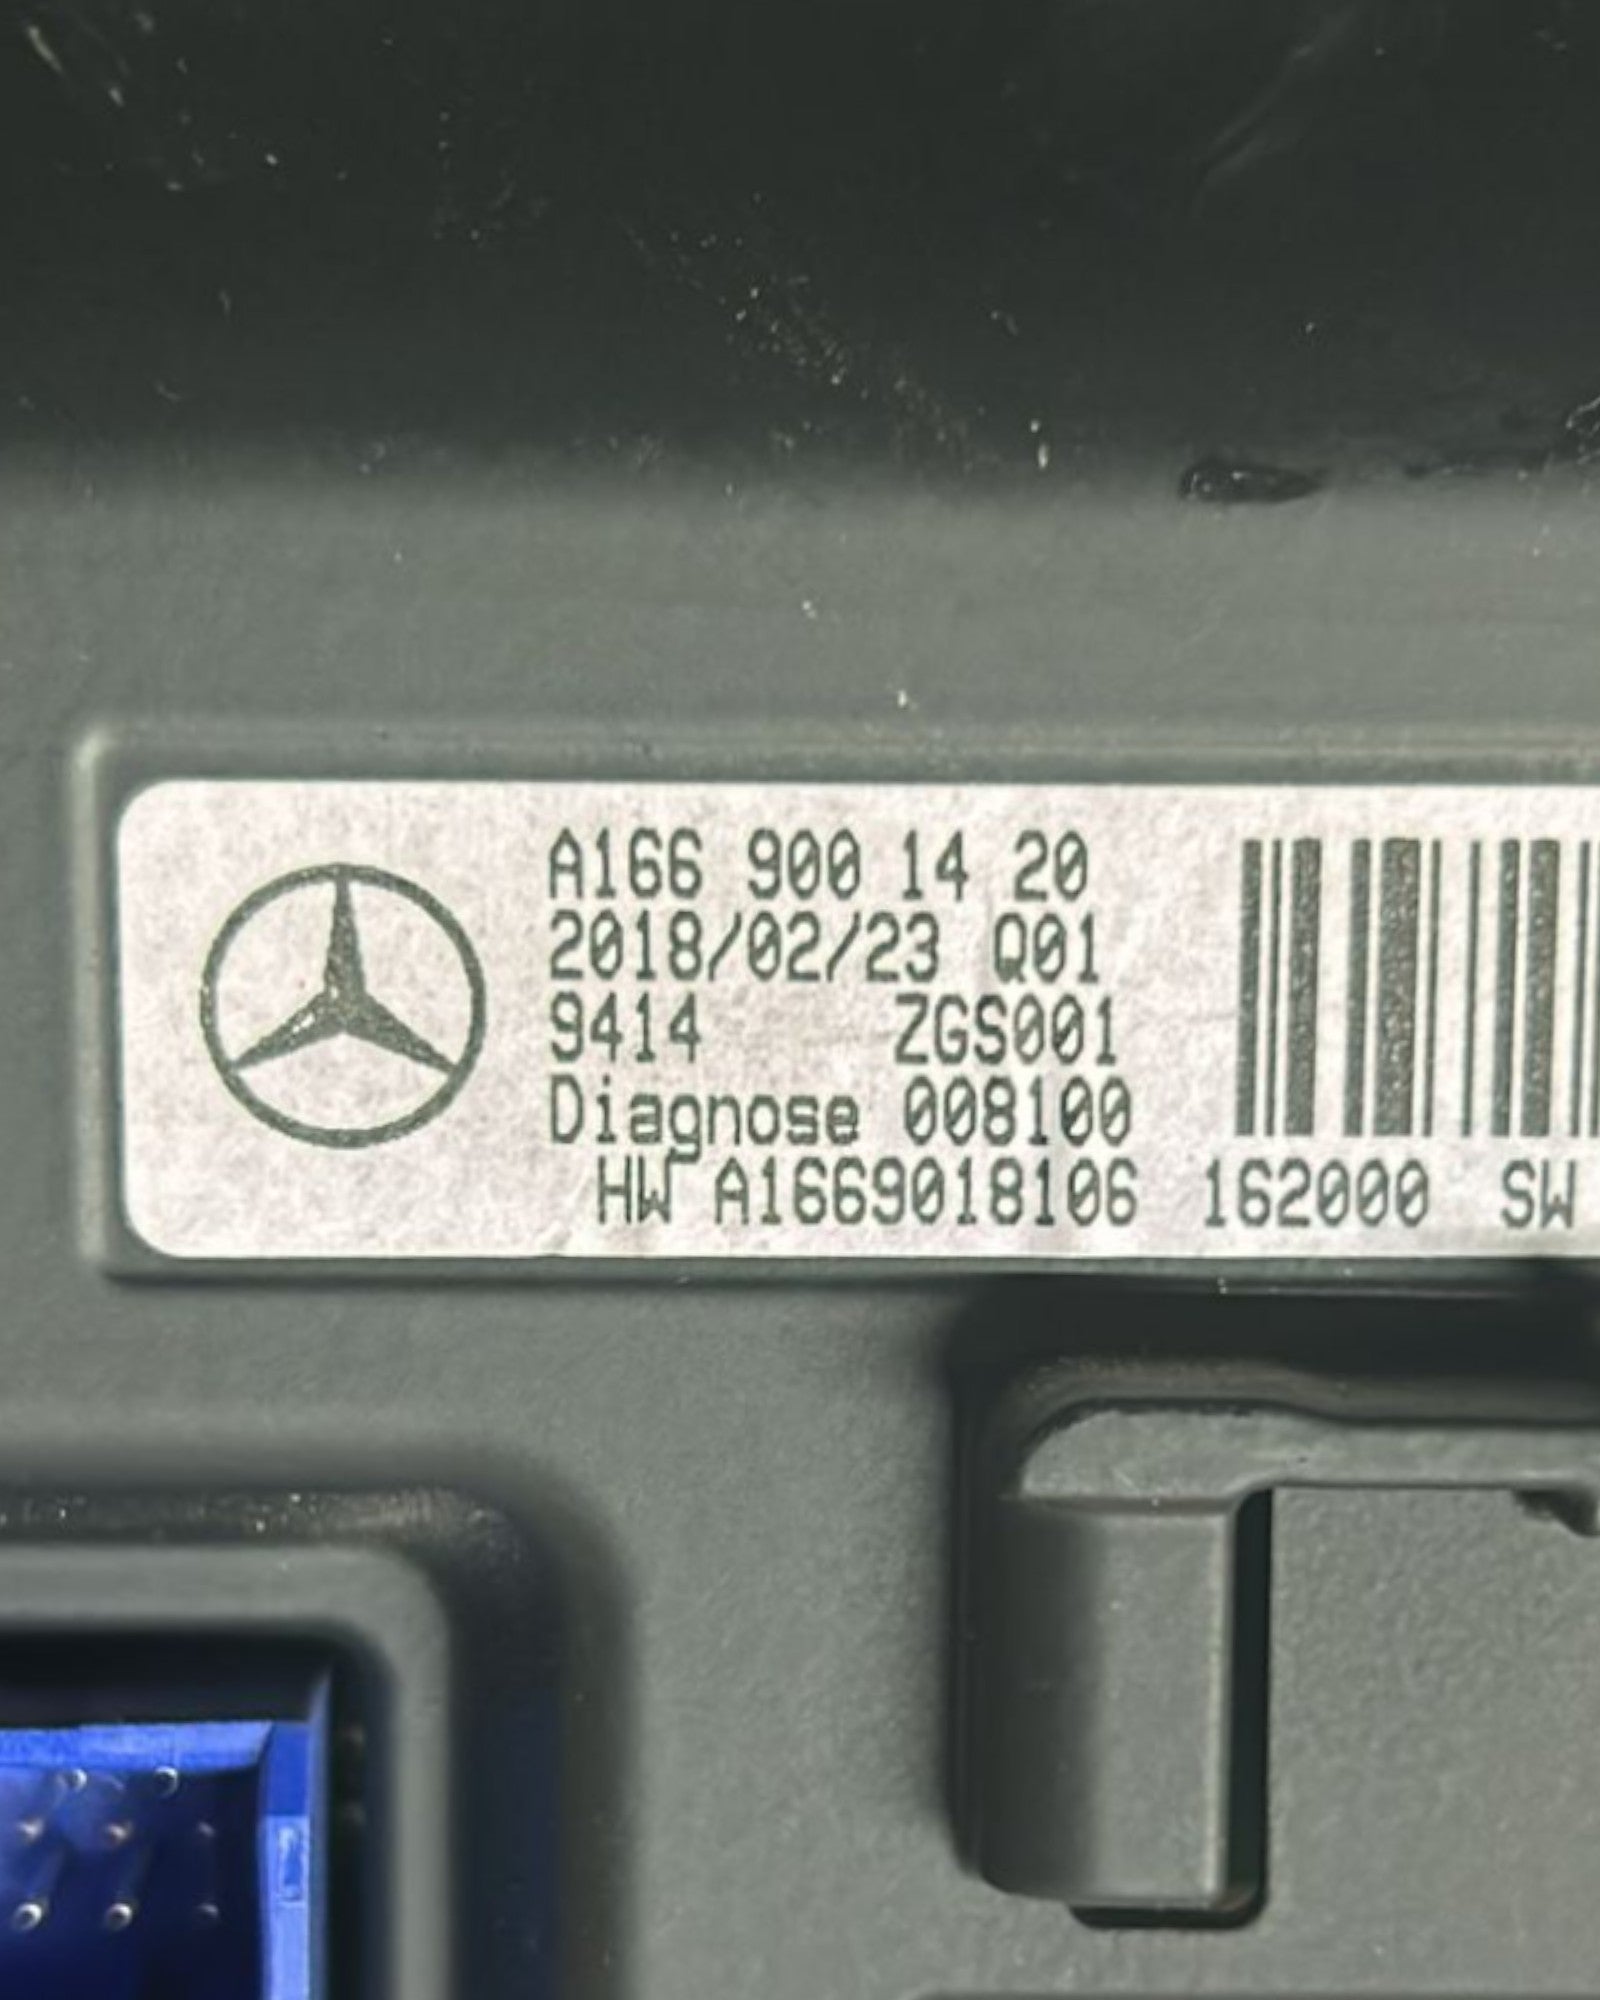 A166 900 14 20
2018/02/23 Q01
9414 ZGS001
Diagnose 008100
HW A1669018106 162000 SW